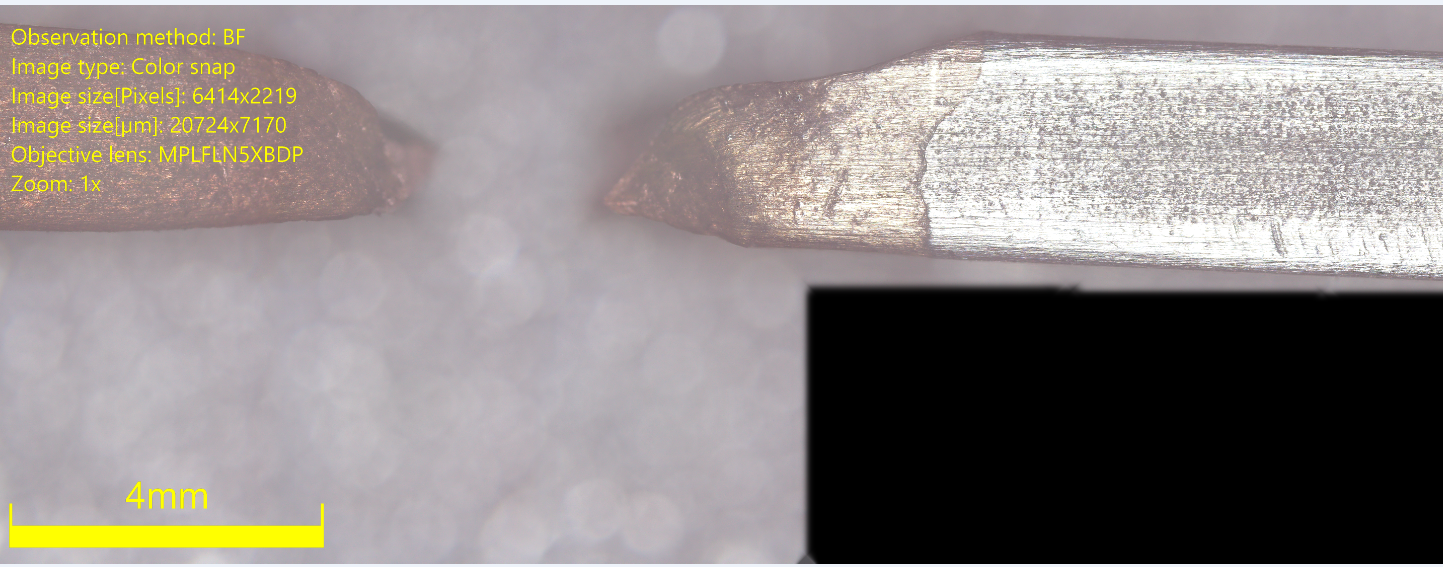 Observation method: BF
Image type: Color snap
Image size[Pixels]: 6414x2219
Image size[µm]: 20724x7170
Objective lens: MPLFLN5XBDP
Zoom: 1x
4mm